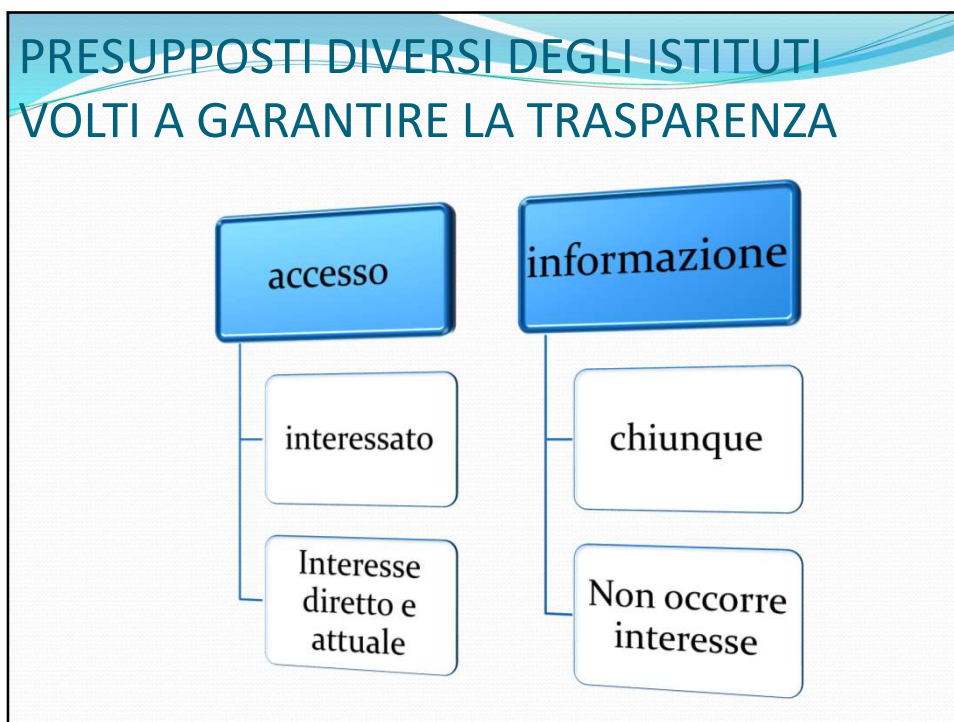 PRESUPPOSTI DIVERSI DEGLI ISTITUTI
VOLTI A GARANTIRE LA TRASPARENZA
accesso
interessato
Interesse
diretto e
attuale
informazione
chiunque
Non occorre
interesse